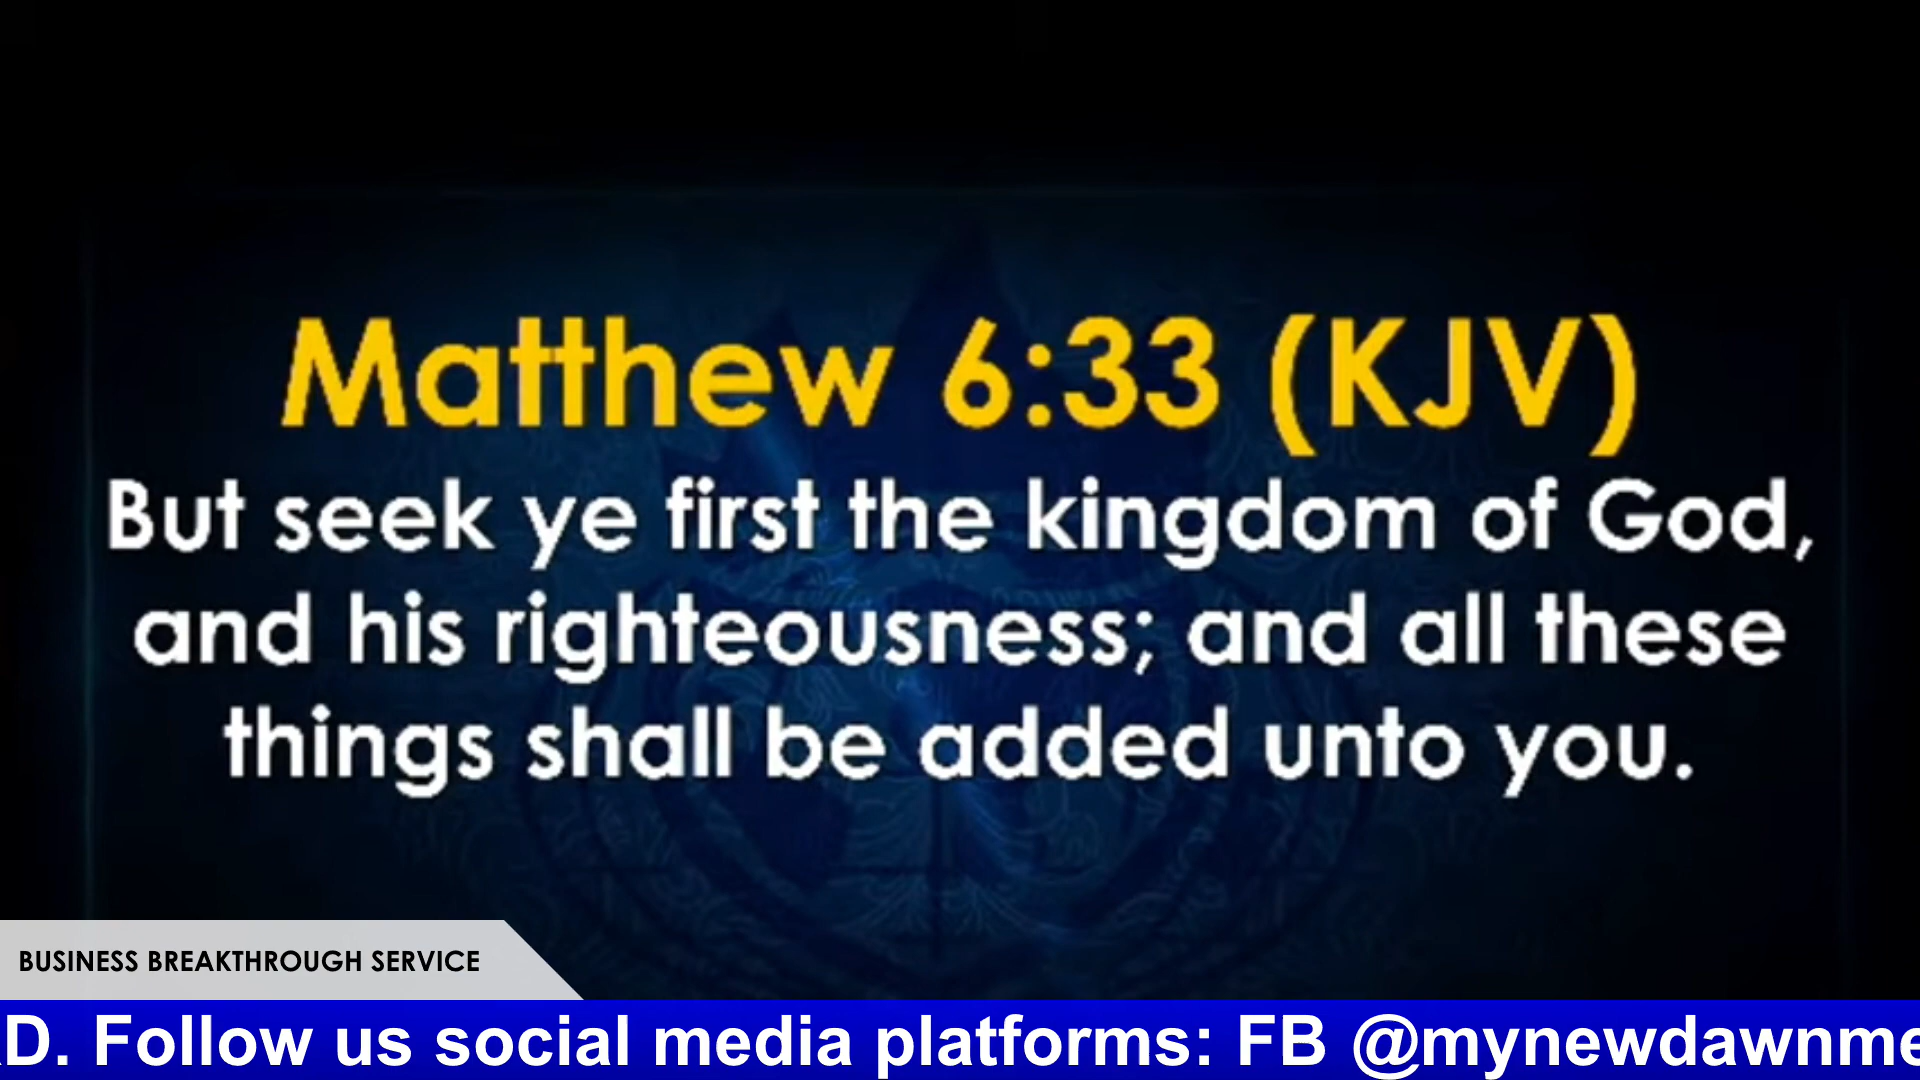 Matthew 6:33 (KJV)
But seek ye first the kingdom of God,
and his righteousness; and all these
things shall be added unto you.
BUSINESS BREAKTHROUGH SERVICE
D. Follow us social media platforms: FB @mynewdawnme